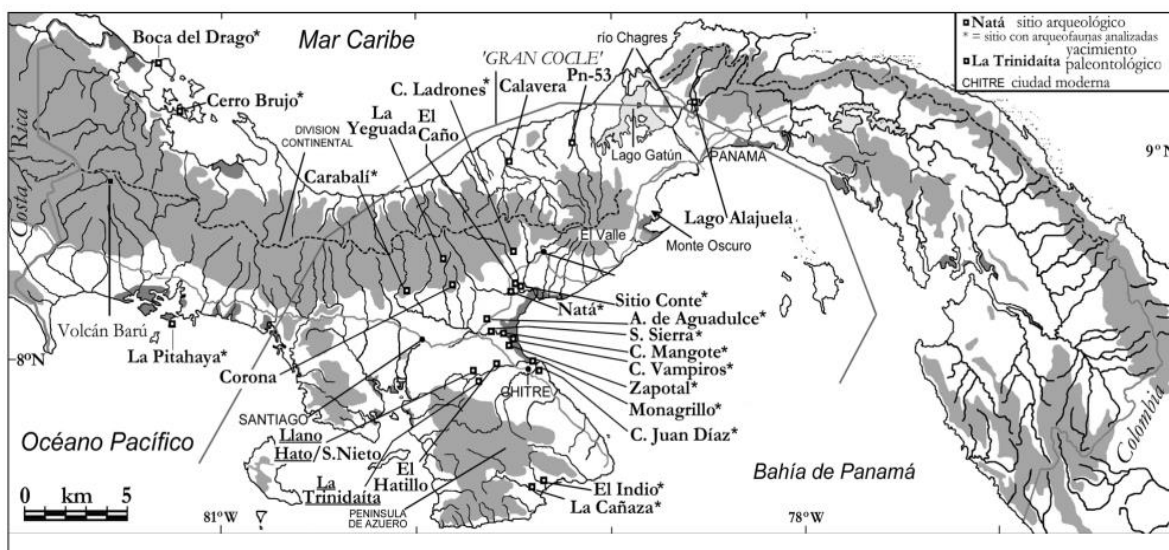 Natá sitio arqueológico
* = sitio con arqueofaunas analizadas
La Trinidaíta yacimiento paleontológico
CHITRE ciudad moderna
Boca del Drago*
Mar Caribe
río Chagres
'GRAN COCLE'
Pn-53
C. Ladrones*
Calavera*
Cerro Brujo*
La
Yeguada
El
Caño
Costa Rica
DIVISION
CONTINENTAL
Lago Gatún
PANAMA
9°N
Carabalí*
Lago Alajuela
El Valle
Monte Oscuro
Volcán Barú
Natá*
Sitio Conte*
A. de Aguadulce*
S. Sierra*
C. Mangote*
C. Vampiros*
Zapotal*
Monagrillo*
C. Juan Díaz*
8°N
La Pitahaya*
Corona
CHITRE
SANTIAGO
Océano Pacífico
Llano
Hato/S.Nieto
El
Hatillo
La
Trinidaíta
PENINSULA
DE AZUERO
El Indio*
La Cañaza*
Bahía de Panamá
Colombia
0 km 5
81°W
78°W